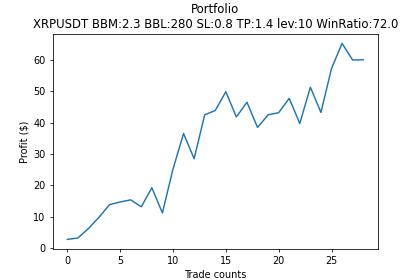 Portfolio
XRPUSDT BBM:2.3 BBL:280 SL:0.8 TP:1.4 lev:10 WinRatio:72.0
60
50
40
30
20
10
0
Profit ($)
0 5 10 15 20 25
Trade counts